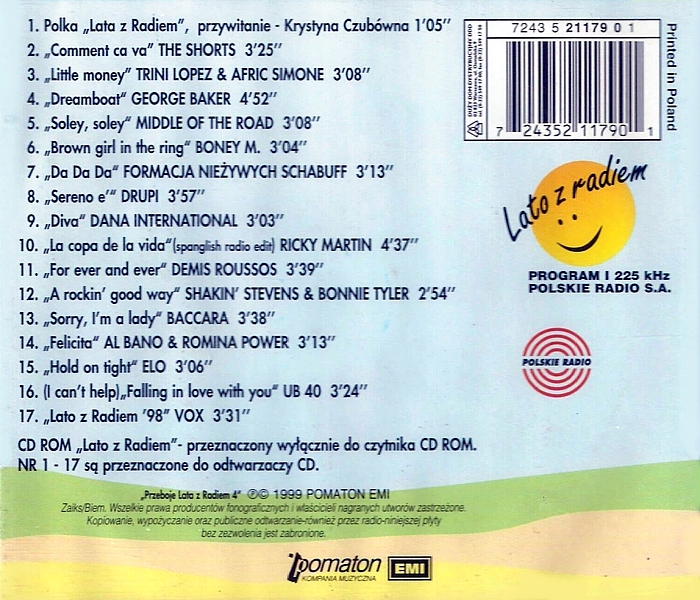 1. Polka „Lata z Radiem", przywitanie - Krystyna Czubówna 1'05''
2. „Comment ca va" THE SHORTS 3'25''
3. „Little money" TRINI LOPEZ & AFRIC SIMONE 3'08''
4. „Dreamboat" GEORGE BAKER 4'52''
5. „Soley, soley" MIDDLE OF THE ROAD 3'08''
6. „Brown girl in the ring" BONEY M. 3'04''
7. „Da Da Da" FORMACJA NIEŻYWYCH SCHABUFF 3'13''
8. „Sereno e'" DRUPI 3'57''
9. „Diva" DANA INTERNATIONAL 3'03''
10. „La copa de la vida"(spanglish radio edit) RICKY MARTIN 4'37''
11. „For ever and ever" DEMIS ROUSSOS 3'39''
12. „A rockin' good way" SHAKIN' STEVENS & BONNIE TYLER 2'54''
13. „Sorry, I'm a lady" BACCARA 3'38''
14. „Felicita" AL BANO & ROMINA POWER 3'13''
15. „Hold on tight" ELO 3'06''
16. (I can't help)„Falling in love with you" UB 40 3'24''
17. „Lato z Radiem '98" VOX 3'31''
CD ROM „Lato z Radiem"- przeznaczony wyłącznie do czytnika CD ROM.
NR 1 - 17 są przeznaczone do odtwarzaczy CD.
7243 5 21179 0 1
7 24352 11790 1
Printed in Poland
Lato z radiem
PROGRAM I 225 kHz
POLSKIE RADIO S.A.
POLSKIE RADIO
„Przeboje Lata z Radiem 4" ℗© 1999 POMATON EMI
Zaiks/Biem. Wszelkie prawa producentów fonograficznych i właścicieli nagranych utworów zastrzeżone.
Kopiowanie, wypożyczanie oraz publiczne odtwarzanie-również przez radio-niniejszej płyty
bez zezwolenia jest zabronione.
pomaton
KOMPANIA MUZYCZNA
EMI